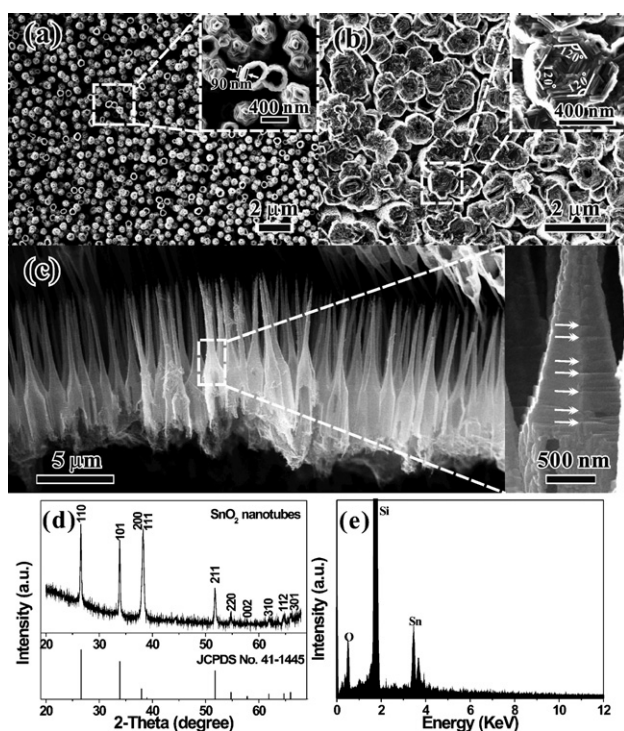 (a)
90 nm
400 nm
2 μm
(b)
120°
120°
400 nm
2 μm
(c)
5 μm
500 nm
(d)
SnO₂ nanotubes
110
101
200
111
211
220
002
310
112
301
JCPDS No. 41-1445
Intensity (a.u.)
20 30 40 50 60
20 30 40 50 60
2-Theta (degree)
(e)
Si
O
Sn
Intensity (a.u.)
0 2 4 6 8 10 12
Energy (KeV)